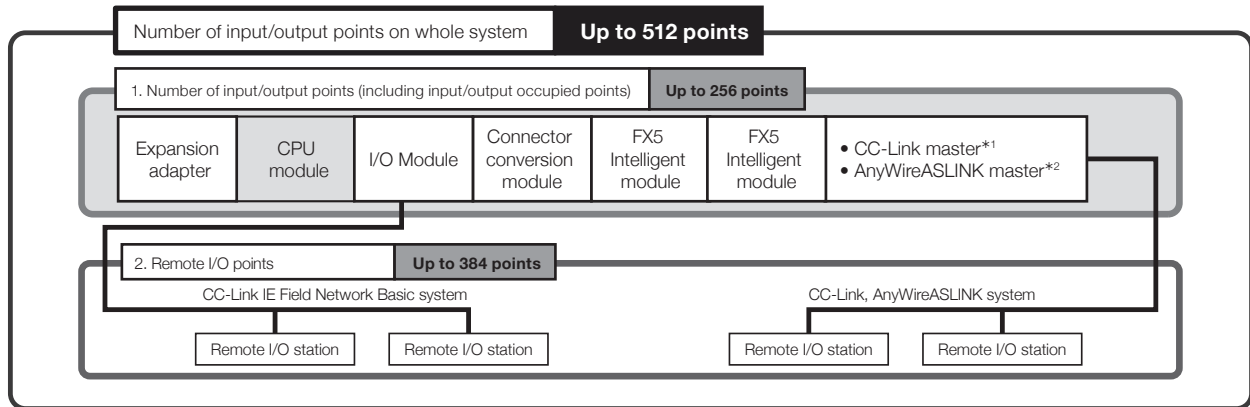 Number of input/output points on whole system Up to 512 points
1. Number of input/output points (including input/output occupied points) Up to 256 points
Expansion
adapter
CPU
module
I/O Module
Connector
conversion
module
FX5
Intelligent
module
FX5
Intelligent
module
• CC-Link master*1
• AnyWireASLINK master*2
2. Remote I/O points Up to 384 points
CC-Link IE Field Network Basic system
CC-Link, AnyWireASLINK system
Remote I/O station
Remote I/O station
Remote I/O station
Remote I/O station